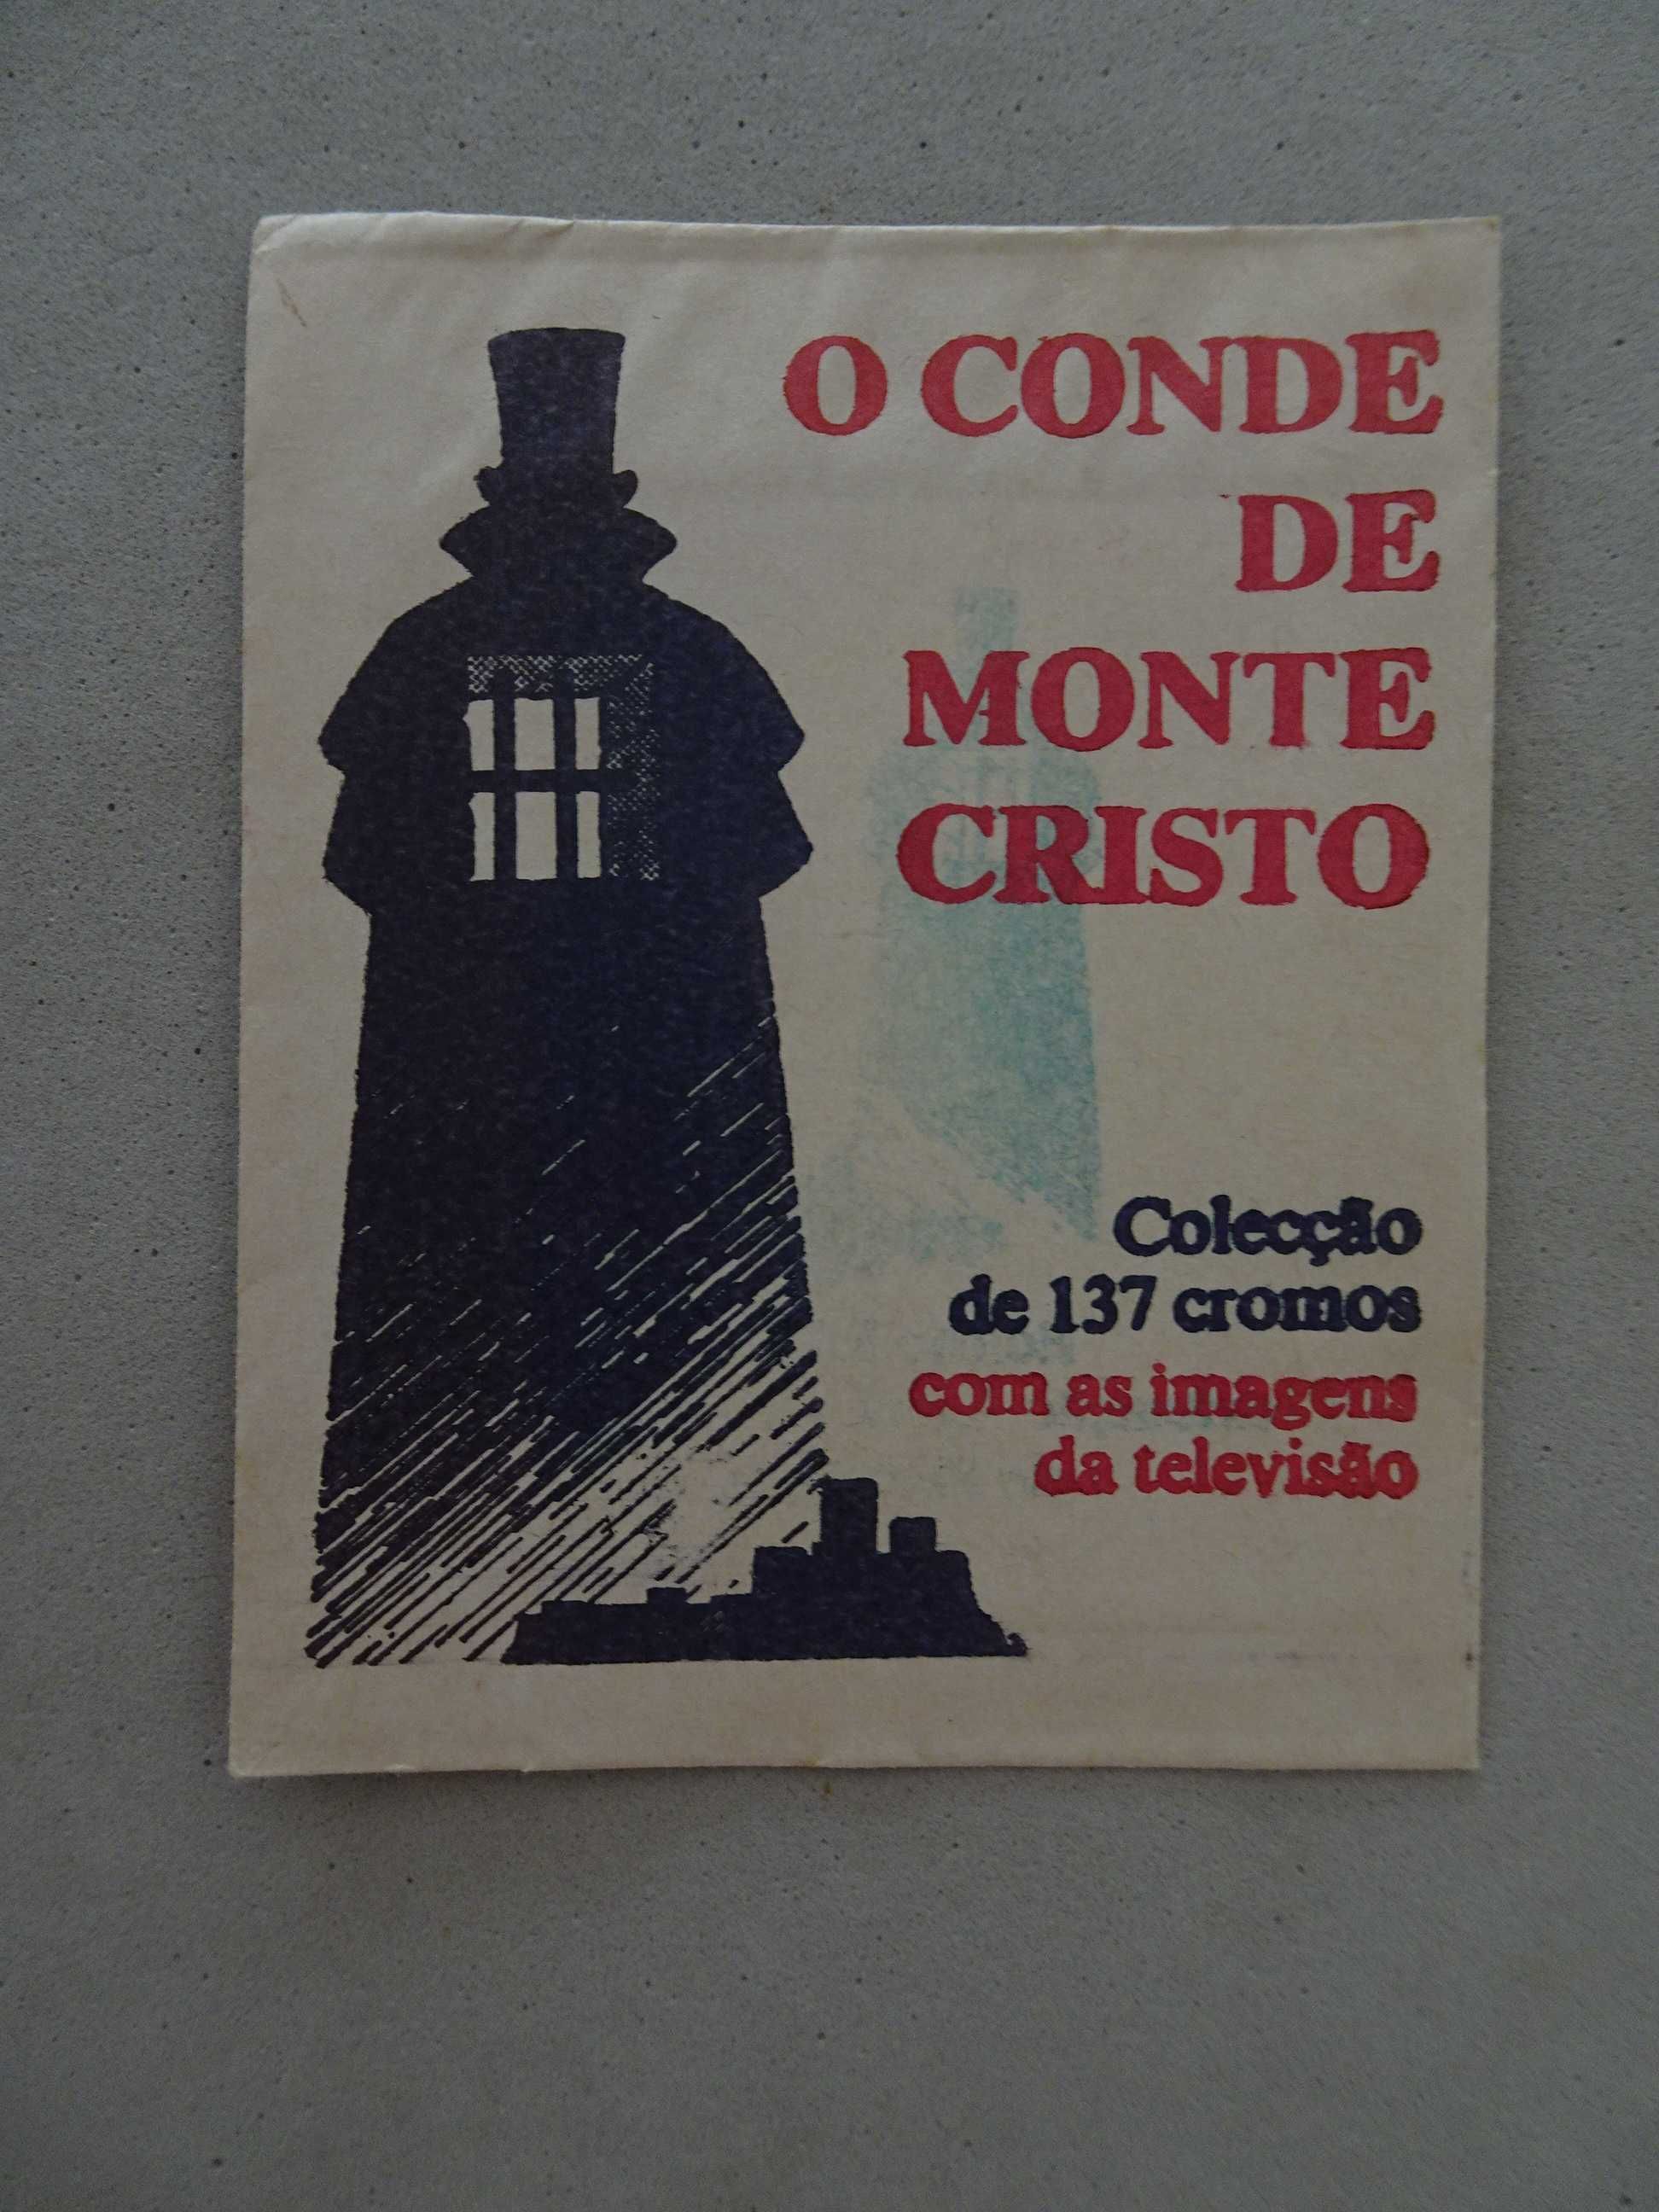 O CONDE
DE
MONTE
CRISTO
Colecção
de 137 cromos
com as imagens
da televisão